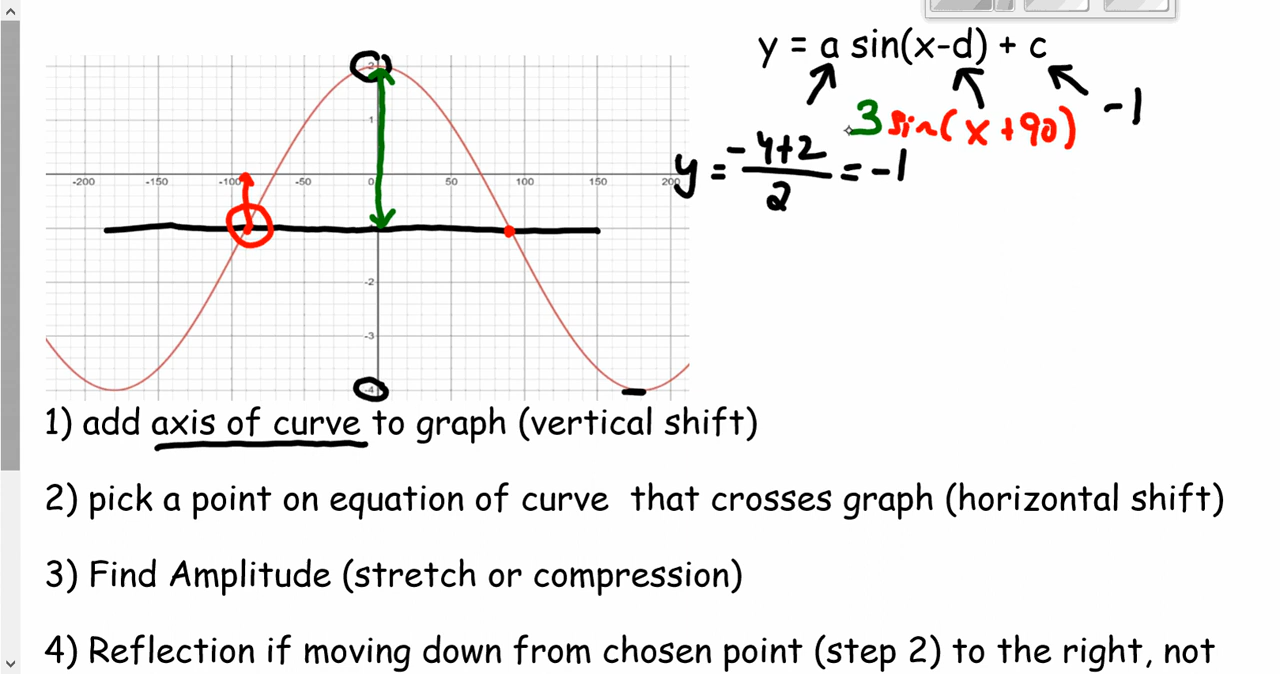 y = a sin(x-d) + c
-1
3 sin(x+90)
y = -4+2 / 2 = -1
2
1
-200 -150 -100 -50 0 50 100 150 200
-2
-3
-4
1) add axis of curve to graph (vertical shift)
2) pick a point on equation of curve that crosses graph (horizontal shift)
3) Find Amplitude (stretch or compression)
4) Reflection if moving down from chosen point (step 2) to the right, not